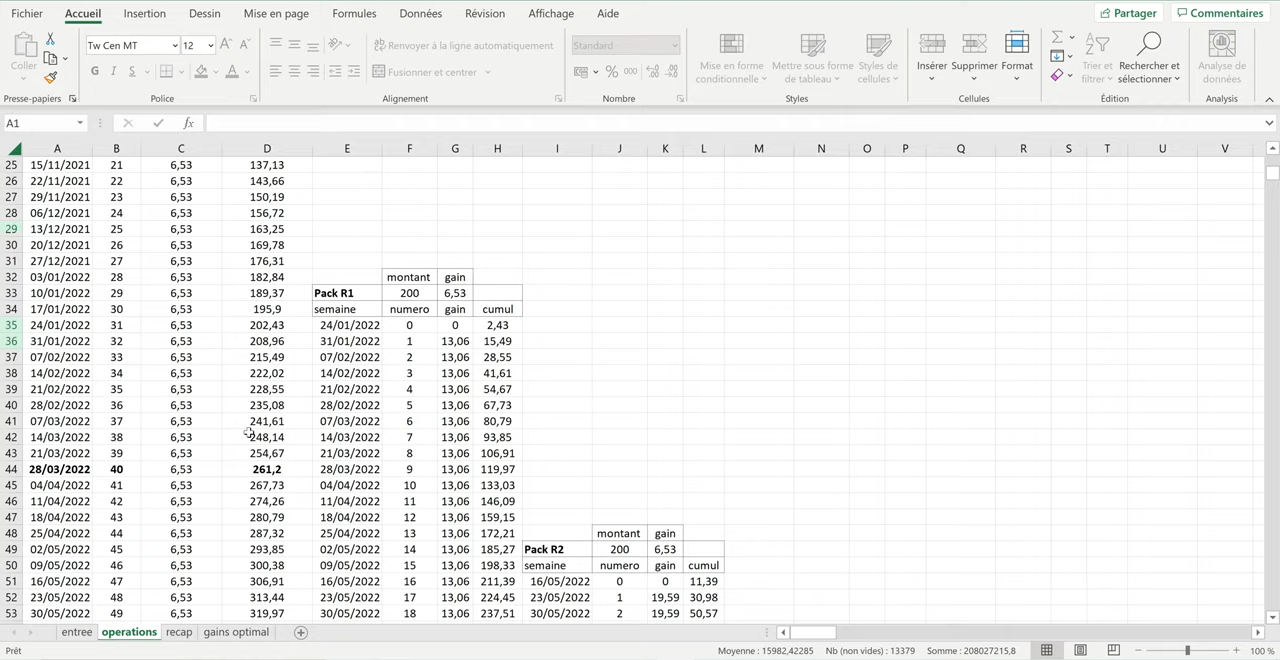 Fichier Accueil Insertion Dessin Mise en page Formules Données Révision Affichage Aide Partager Commentaires
Coller Tw Cen MT 12 Renvoyer à la ligne automatiquement Standard
G I S Fusionner et centrer % 000 Mise en forme conditionnelle Mettre sous forme de tableau Styles de cellules Insérer Supprimer Format Trier et filtrer Rechercher et sélectionner Analyse de données
Presse-papiers Police Alignement Nombre Styles Cellules Édition Analysis
A1 fx
A B C D E F G H I J K L M N O P Q R S T U V
25 15/11/2021 21 6,53 137,13
26 22/11/2021 22 6,53 143,66
27 29/11/2021 23 6,53 150,19
28 06/12/2021 24 6,53 156,72
29 13/12/2021 25 6,53 163,25
30 20/12/2021 26 6,53 169,78
31 27/12/2021 27 6,53 176,31
32 03/01/2022 28 6,53 182,84 montant gain
33 10/01/2022 29 6,53 189,37 Pack R1 200 6,53
34 17/01/2022 30 6,53 195,9 semaine numero gain cumul
35 24/01/2022 31 6,53 202,43 24/01/2022 0 0 2,43
36 31/01/2022 32 6,53 208,96 31/01/2022 1 13,06 15,49
37 07/02/2022 33 6,53 215,49 07/02/2022 2 13,06 28,55
38 14/02/2022 34 6,53 222,02 14/02/2022 3 13,06 41,61
39 21/02/2022 35 6,53 228,55 21/02/2022 4 13,06 54,67
40 28/02/2022 36 6,53 235,08 28/02/2022 5 13,06 67,73
41 07/03/2022 37 6,53 241,61 07/03/2022 6 13,06 80,79
42 14/03/2022 38 6,53 248,14 14/03/2022 7 13,06 93,85
43 21/03/2022 39 6,53 254,67 21/03/2022 8 13,06 106,91
44 28/03/2022 40 6,53 261,2 28/03/2022 9 13,06 119,97
45 04/04/2022 41 6,53 267,73 04/04/2022 10 13,06 133,03
46 11/04/2022 42 6,53 274,26 11/04/2022 11 13,06 146,09
47 18/04/2022 43 6,53 280,79 18/04/2022 12 13,06 159,15
48 25/04/2022 44 6,53 287,32 25/04/2022 13 13,06 172,21 montant gain
49 02/05/2022 45 6,53 293,85 02/05/2022 14 13,06 185,27 Pack R2 200 6,53
50 09/05/2022 46 6,53 300,38 09/05/2022 15 13,06 198,33 semaine numero gain cumul
51 16/05/2022 47 6,53 306,91 16/05/2022 16 13,06 211,39 16/05/2022 0 0 11,39
52 23/05/2022 48 6,53 313,44 23/05/2022 17 13,06 224,45 23/05/2022 1 19,59 30,98
53 30/05/2022 49 6,53 319,97 30/05/2022 18 13,06 237,51 30/05/2022 2 19,59 50,57
entree operations recap gains optimal
Prêt Moyenne : 15982,42285 Nb (non vides) : 13379 Somme : 208027215,8 100 %